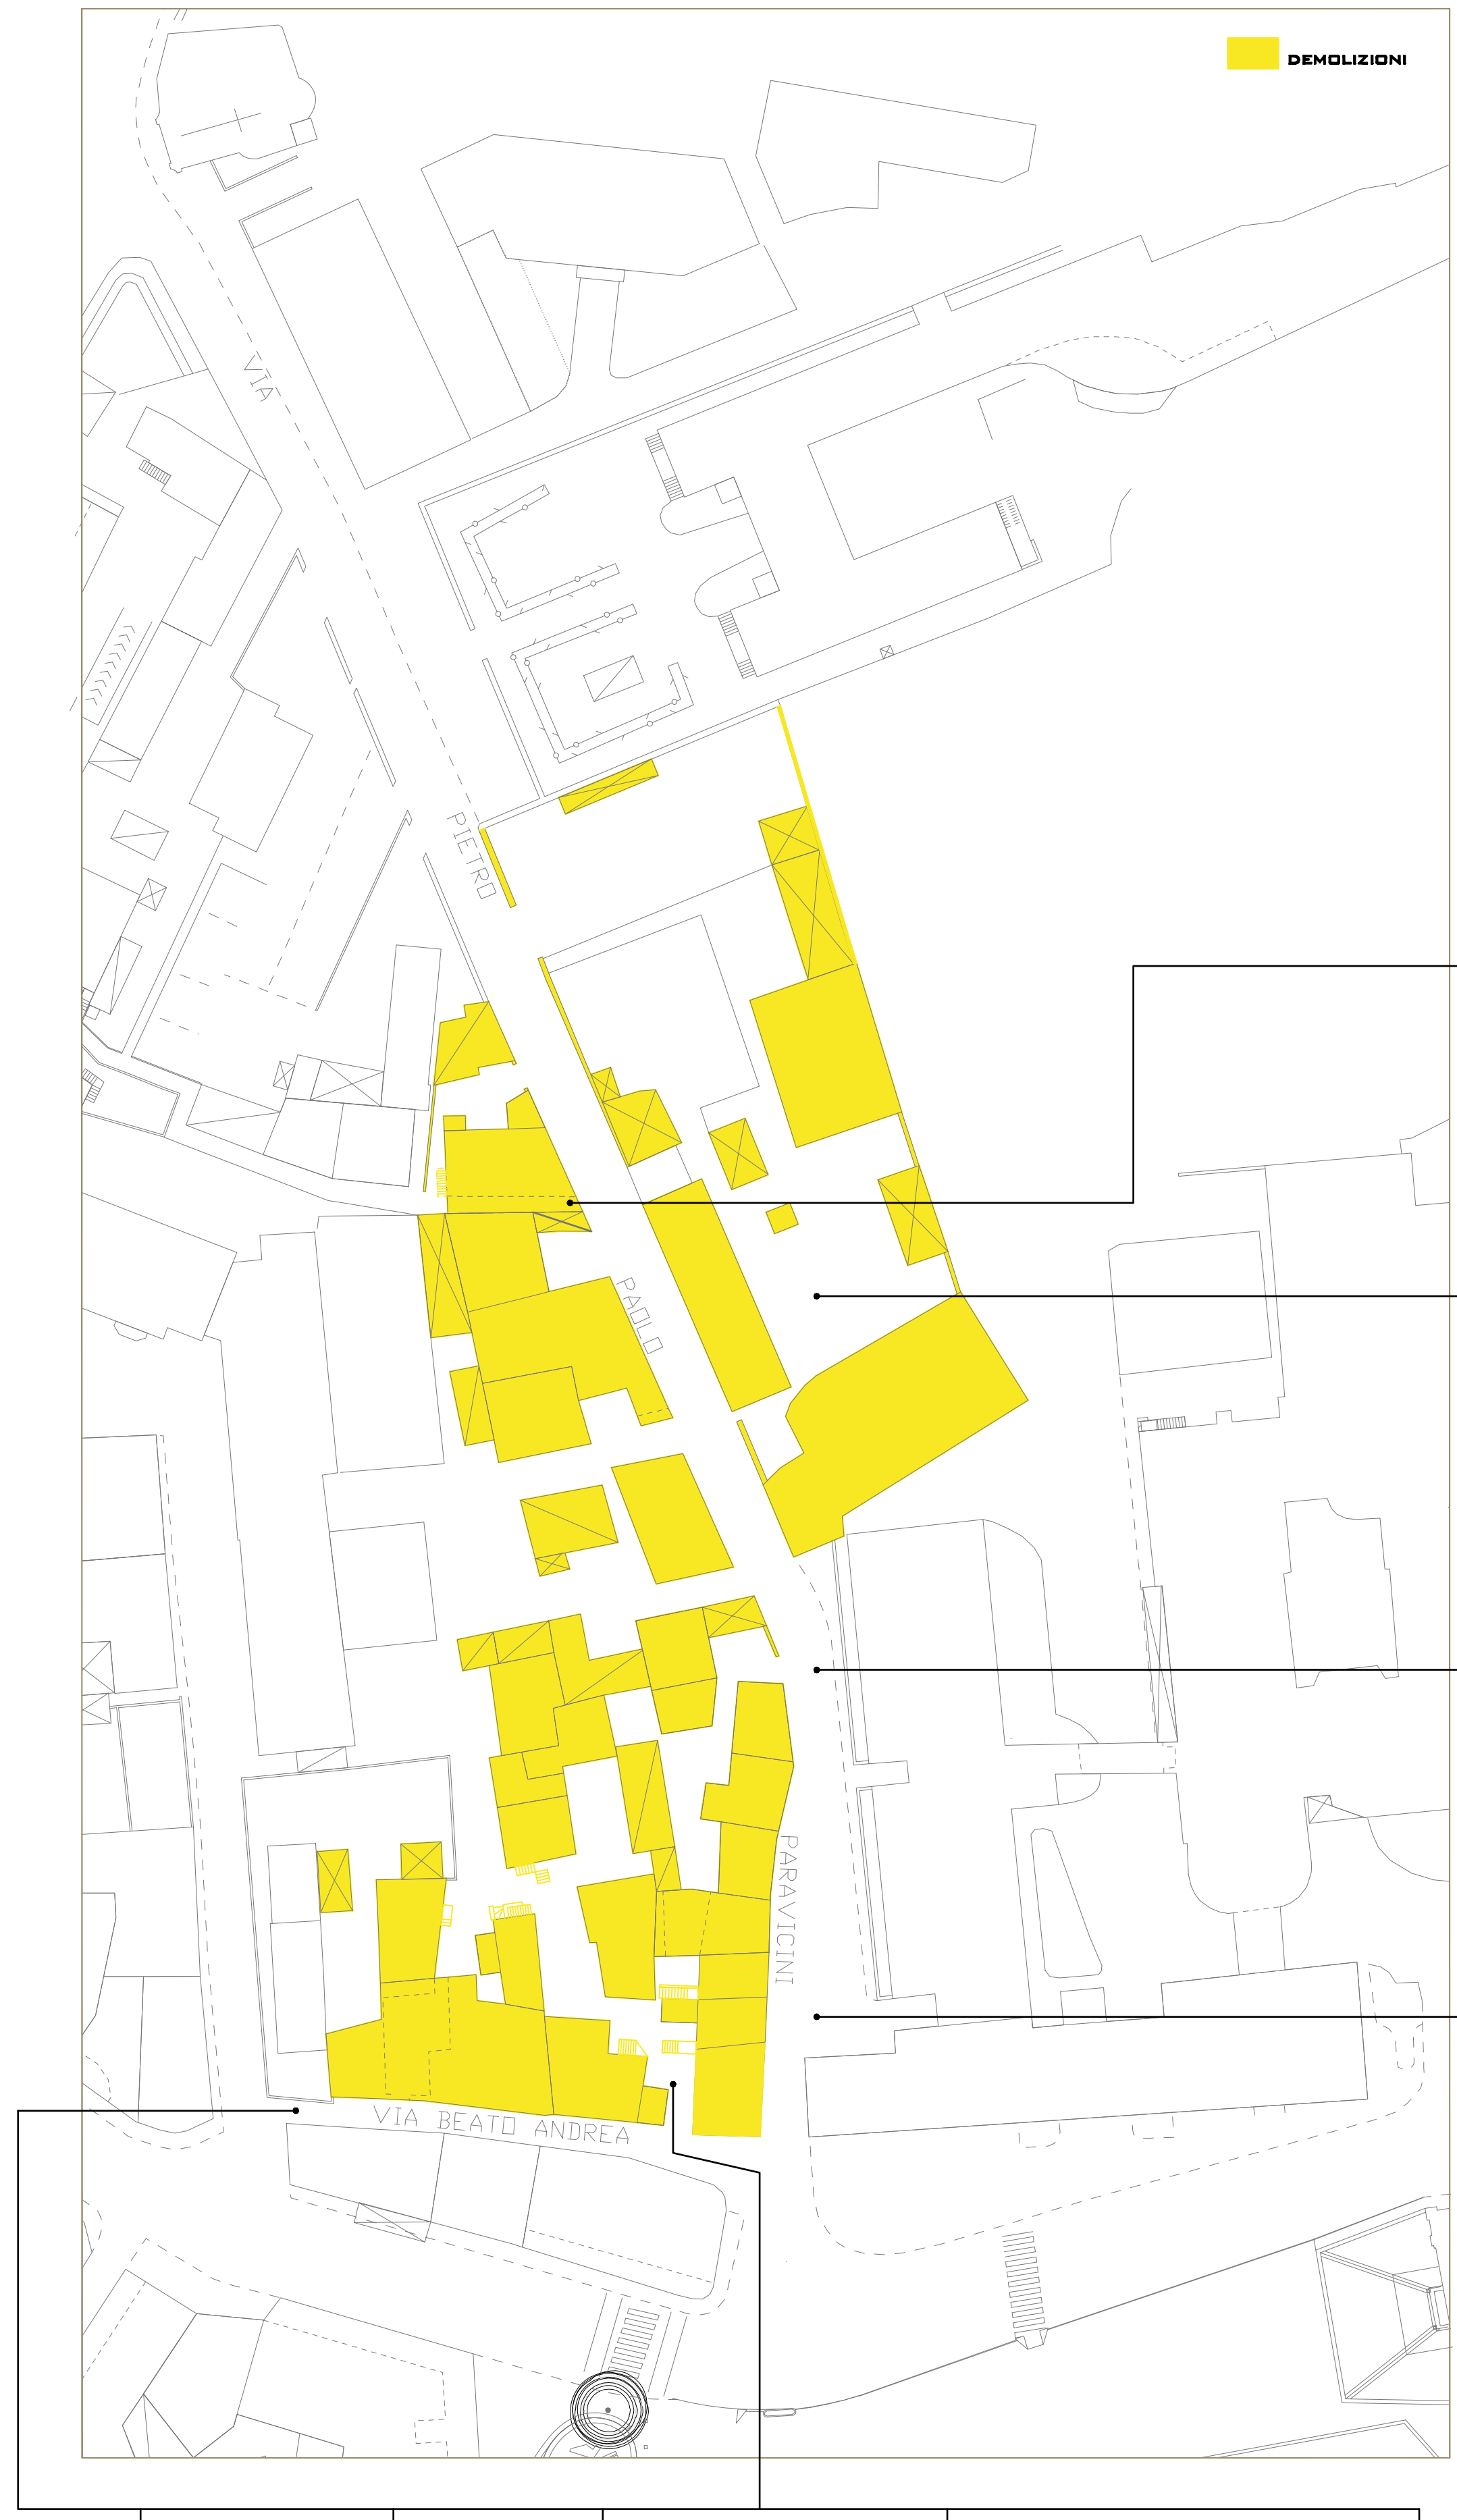 DEMOLIZIONI
VIA
PIETRO
PAOLO
PARAVICINI
VIA BEATO ANDREA